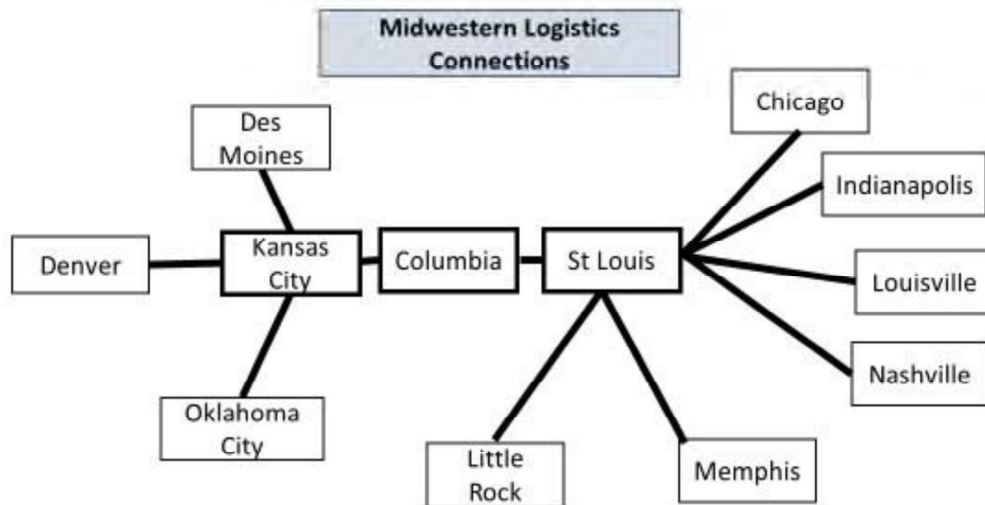 Midwestern Logistics
Connections
Chicago
Des
Moines
Indianapolis
Denver
Kansas
City
Columbia
St Louis
Louisville
Nashville
Oklahoma
City
Little
Rock
Memphis